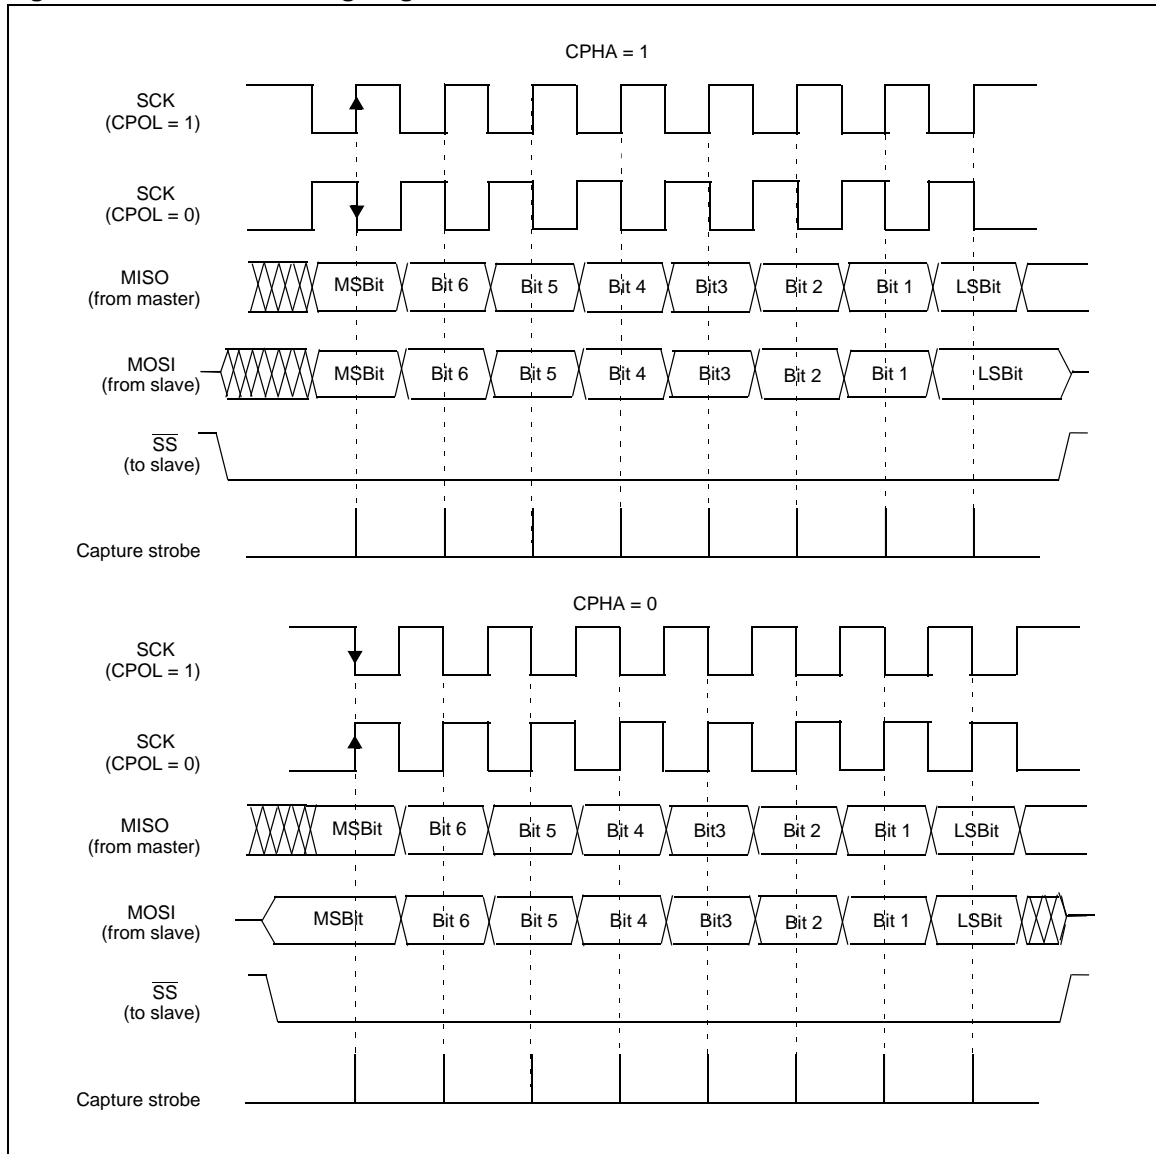 CPHA = 1
SCK
(CPOL = 1)
SCK
(CPOL = 0)
MISO
(from master)
MSBit Bit 6 Bit 5 Bit 4 Bit3 Bit 2 Bit 1 LSBit
MOSI
(from slave)
MSBit Bit 6 Bit 5 Bit 4 Bit3 Bit 2 Bit 1 LSBit
SS
(to slave)
Capture strobe
CPHA = 0
SCK
(CPOL = 1)
SCK
(CPOL = 0)
MISO
(from master)
MSBit Bit 6 Bit 5 Bit 4 Bit3 Bit 2 Bit 1 LSBit
MOSI
(from slave)
MSBit Bit 6 Bit 5 Bit 4 Bit3 Bit 2 Bit 1 LSBit
SS
(to slave)
Capture strobe